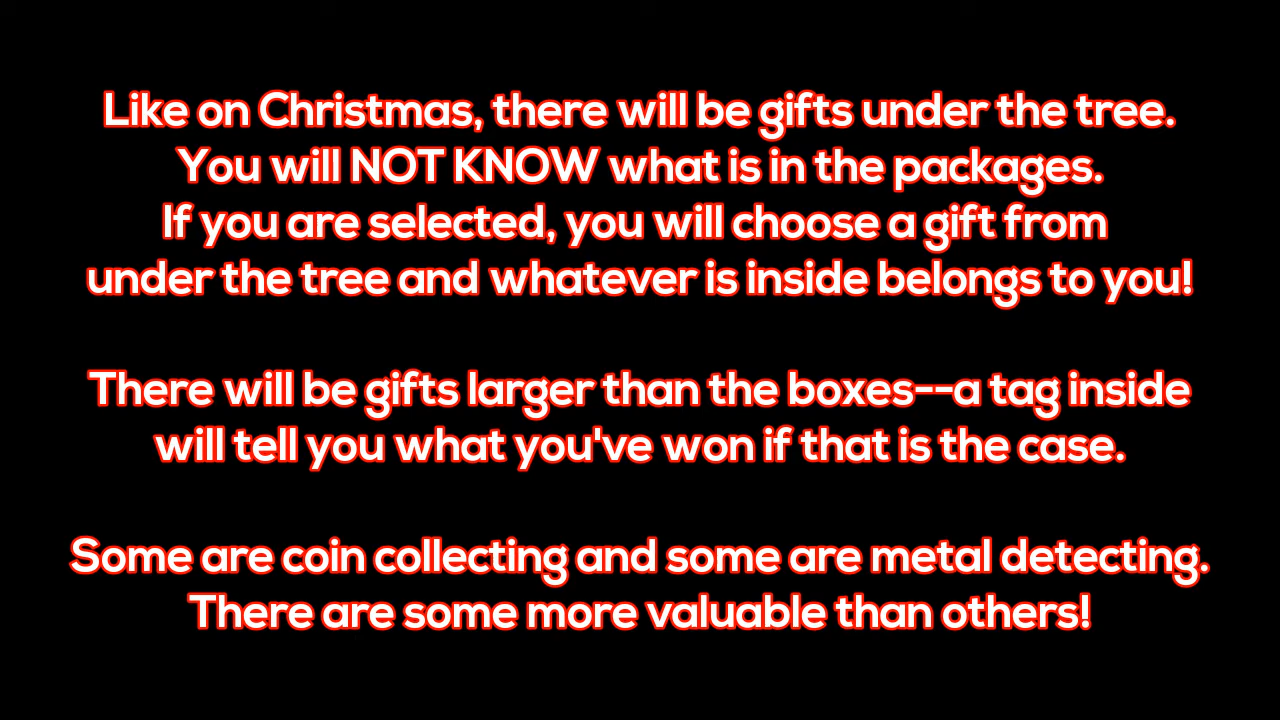 Like on Christmas, there will be gifts under the tree.
You will NOT KNOW what is in the packages.
If you are selected, you will choose a gift from
under the tree and whatever is inside belongs to you!
There will be gifts larger than the boxes--a tag inside
will tell you what you've won if that is the case.
Some are coin collecting and some are metal detecting.
There are some more valuable than others!